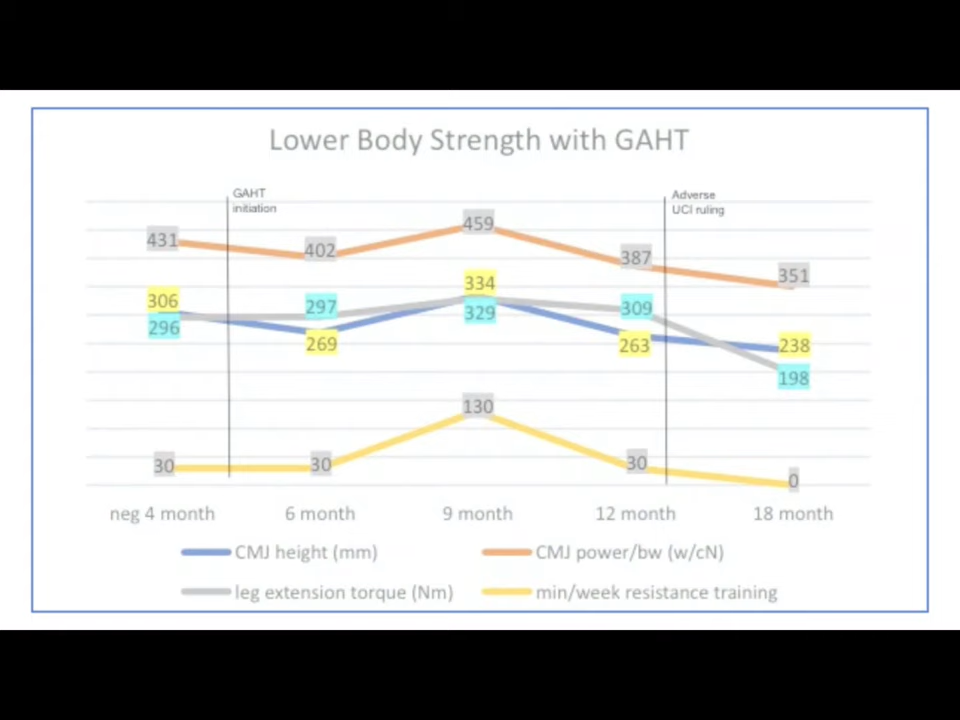 Lower Body Strength with GAHT
GAHT
initiation
Adverse
UCI ruling
431
402
459
387
351
306
297
334
309
238
296
269
329
263
198
30
30
130
30
0
neg 4 month
6 month
9 month
12 month
18 month
CMJ height (mm)
CMJ power/bw (w/cN)
leg extension torque (Nm)
min/week resistance training